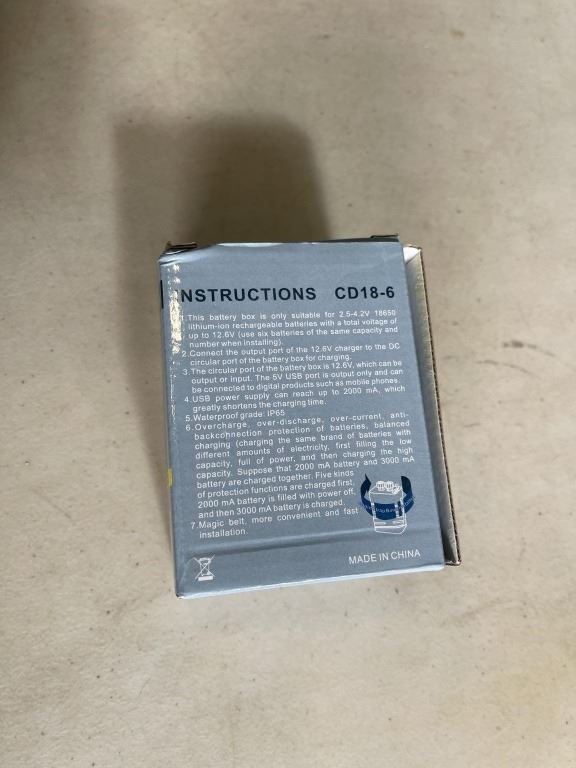 INSTRUCTIONS CD18-6
1.This battery box is only suitable for 2.5-4.2V 18650
lithium-ion rechargeable batteries with a total voltage of
up to 12.6V (use six batteries of the same capacity and
number when installing).
2.Connect the output port of the 12.6V charger to the DC
circular port of the battery box for charging.
3.The circular port of the battery box is 12.6V, which can be
output or input. The 5V USB port is output only and can
be connected to digital products such as mobile phones.
4.USB power supply can reach up to 2000 mA, which
greatly shortens the charging time.
5.Waterproof grade: IP65
6.Overcharge, over-discharge, over-current, anti-
backconnection protection of batteries, balanced
charging (charging the same brand of batteries with
different amounts of electricity, first filling the low
capacity, full of power, and then charging the high
capacity. Suppose that 2000 mA battery and 3000 mA
battery are charged together. Five kinds
of protection functions are charged first,
2000 mA battery is filled with power off,
and then 3000 mA battery is charged.
7.Magic belt, more convenient and fast
installation.
MADE IN CHINA